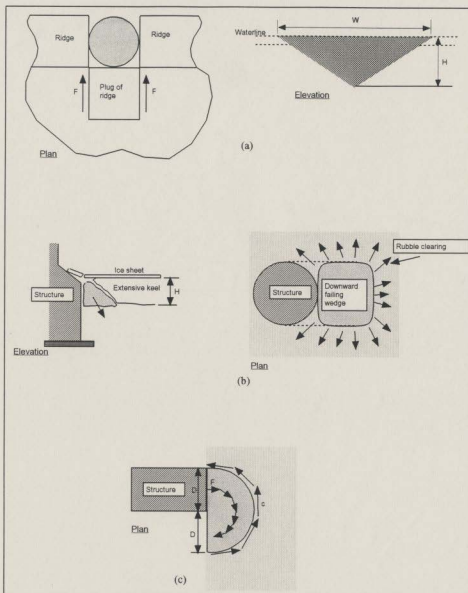 Ridge
Ridge
F
Plug of
ridge
F
Plan
W
Waterline
H
Elevation
(a)
Ice sheet
Extensive keel
Structure
H
Elevation
Rubble clearing
Structure
Downward
failing
wedge
Plan
(b)
Structure
D
F
c
D
Plan
(c)